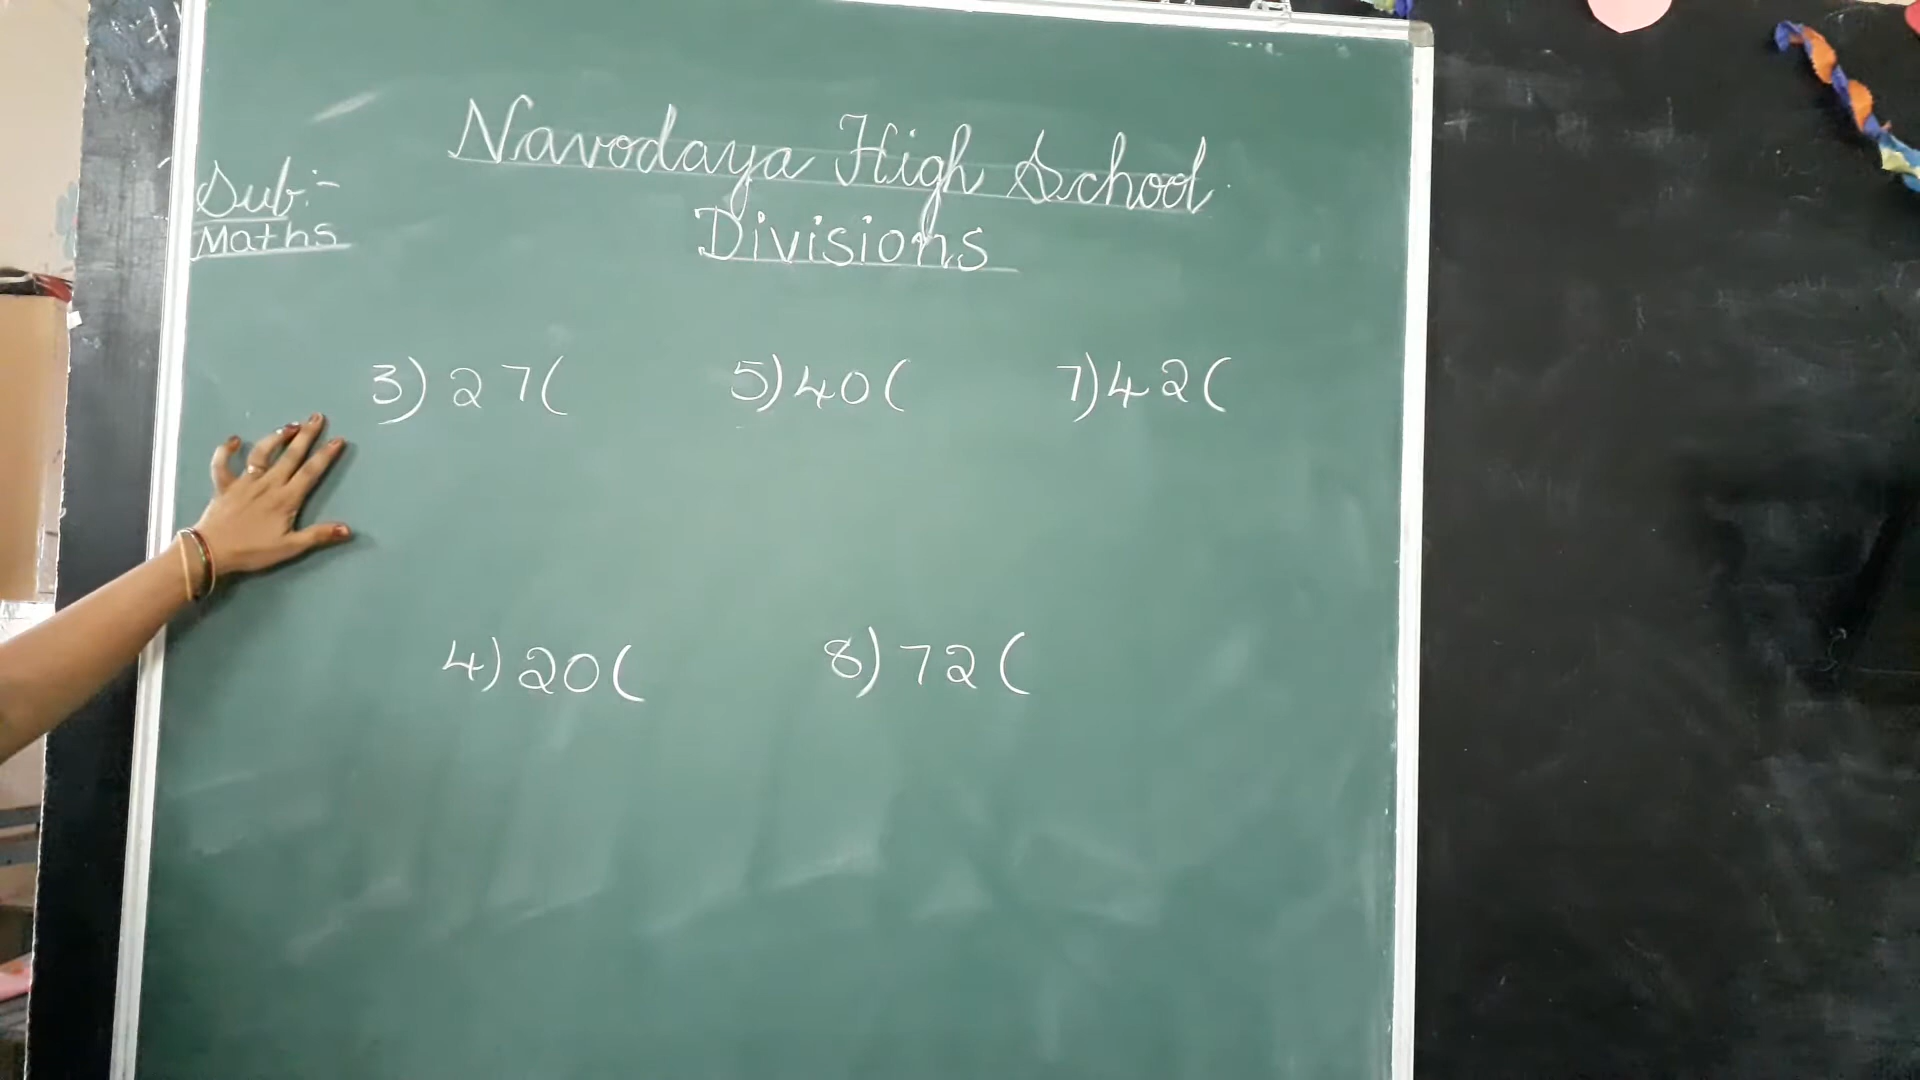 Navodaya High School
Sub:-
Maths
Divisions
3) 27 (
5) 40 (
7) 42 (
4) 20 (
8) 72 (